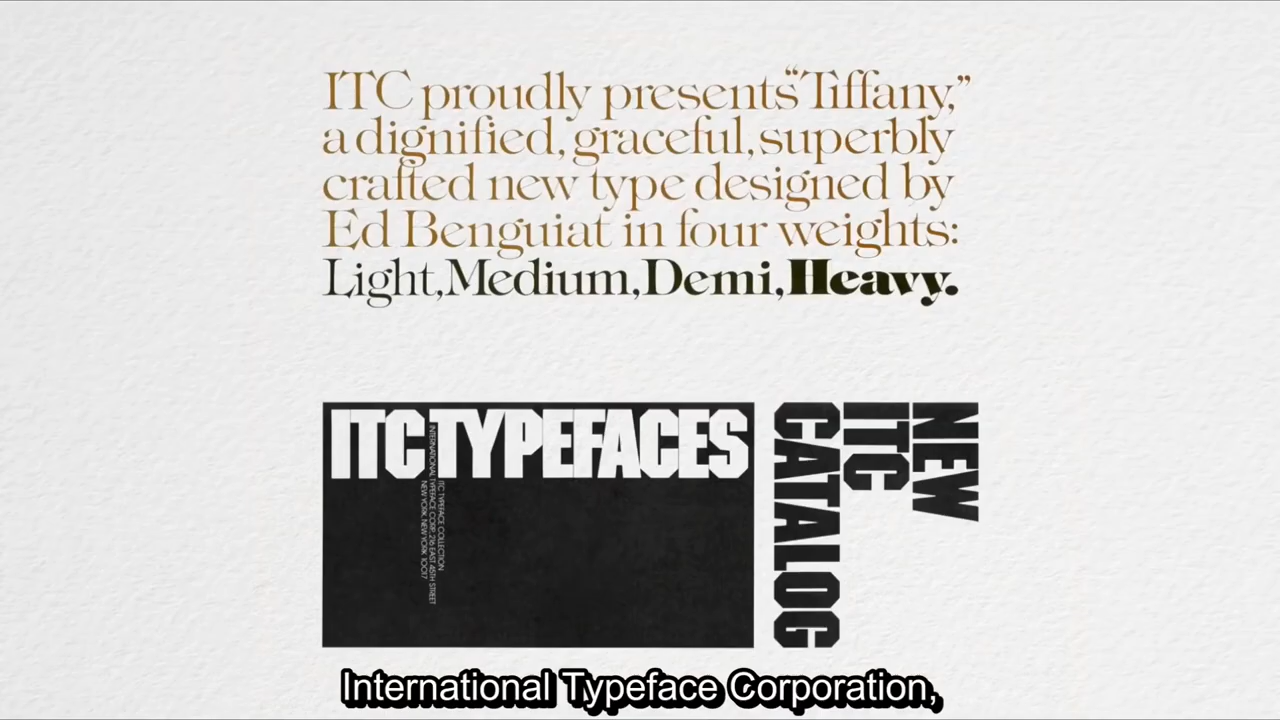 ITC proudly presents “Tiffany,”
a dignified, graceful, superbly
crafted new type designed by
Ed Benguiat in four weights:
Light, Medium, Demi, Heavy.
ITC TYPEFACES
ITC TYPEFACE COLLECTION
INTERNATIONAL TYPEFACE CORP. 216 EAST 45TH STREET
NEW YORK, NEW YORK 10017
NEW
ITC
CATALOG
International Typeface Corporation,